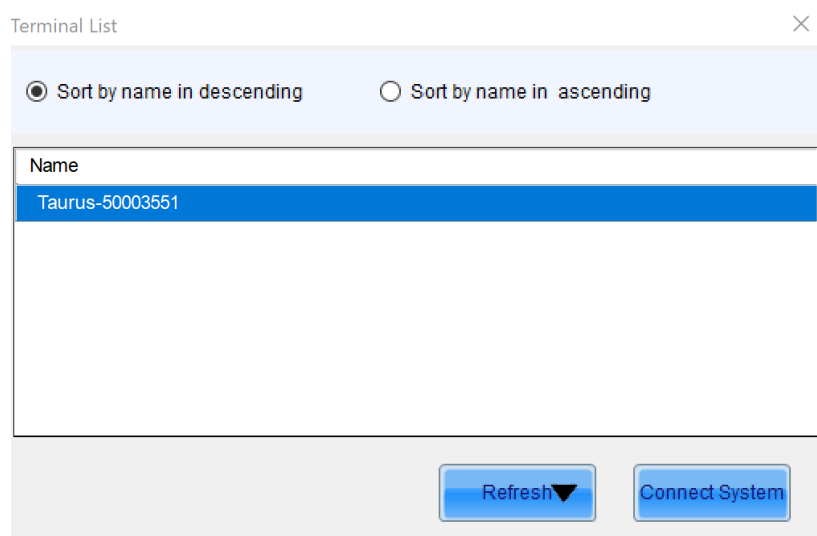 Terminal List
Sort by name in descending
Sort by name in ascending
Name
Taurus-50003551
Refresh
Connect System